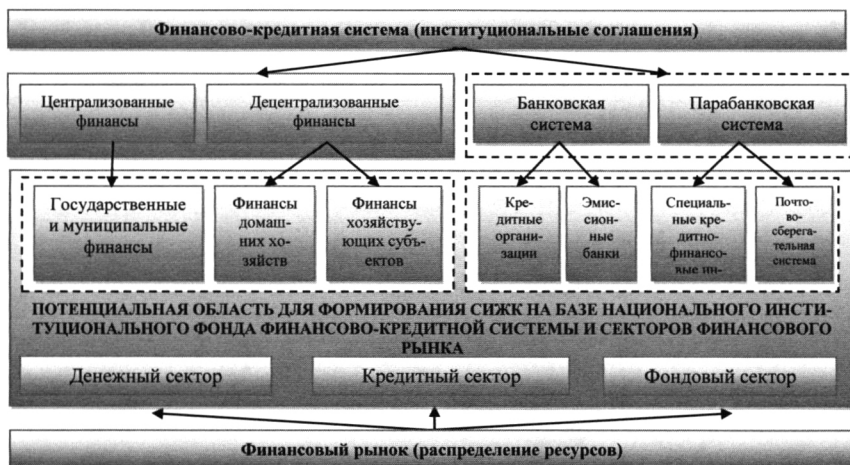 Финансово-кредитная система (институциональные соглашения)
Централизованные
финансы
Децентрализованные
финансы
Банковская
система
Парабанковская
система
Государственные
и муниципальные
финансы
Финансы
домаш-
них хо-
зяйств
Финансы
хозяйству-
ющих субъ-
ектов
Кре-
дитные
органи-
зации
Эмис-
сион-
ные
банки
Специаль-
ные кре-
дитно-
финансо-
вые ин-
Почто-
во-
сберега-
тельная
система
ПОТЕНЦИАЛЬНАЯ ОБЛАСТЬ ДЛЯ ФОРМИРОВАНИЯ СИЖК НА БАЗЕ НАЦИОНАЛЬНОГО ИНСТИ-
ТУЦИОНАЛЬНОГО ФОНДА ФИНАНСОВО-КРЕДИТНОЙ СИСТЕМЫ И СЕКТОРОВ ФИНАНСОВОГО
РЫНКА
Денежный сектор
Кредитный сектор
Фондовый сектор
Финансовый рынок (распределение ресурсов)